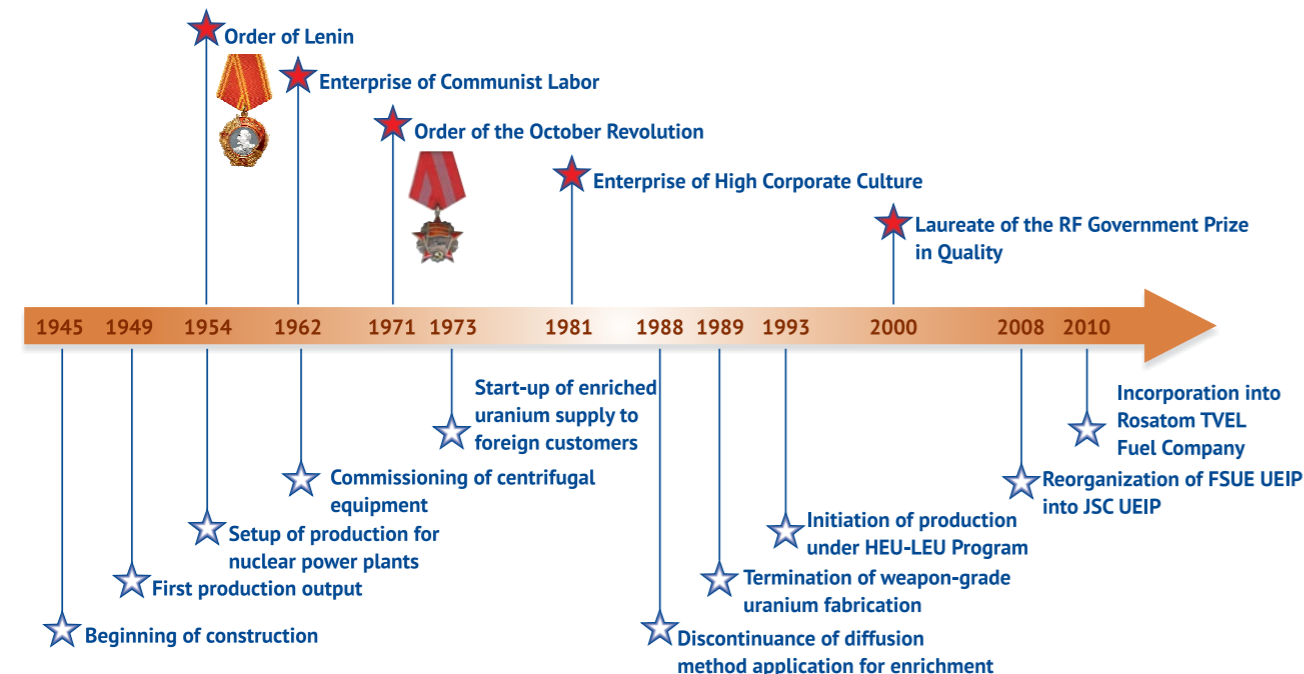 Order of Lenin
Enterprise of Communist Labor
Order of the October Revolution
Enterprise of High Corporate Culture
Laureate of the RF Government Prize
in Quality
1945 1949 1954 1962 1971 1973 1981 1988 1989 1993 2000 2008 2010
Start-up of enriched
uranium supply to
foreign customers
Incorporation into
Rosatom TVEL
Fuel Company
Commissioning of centrifugal
equipment
Reorganization of FSUE UEIP
into JSC UEIP
Setup of production for
nuclear power plants
Initiation of production
under HEU-LEU Program
First production output
Termination of weapon-grade
uranium fabrication
Beginning of construction
Discontinuance of diffusion
method application for enrichment